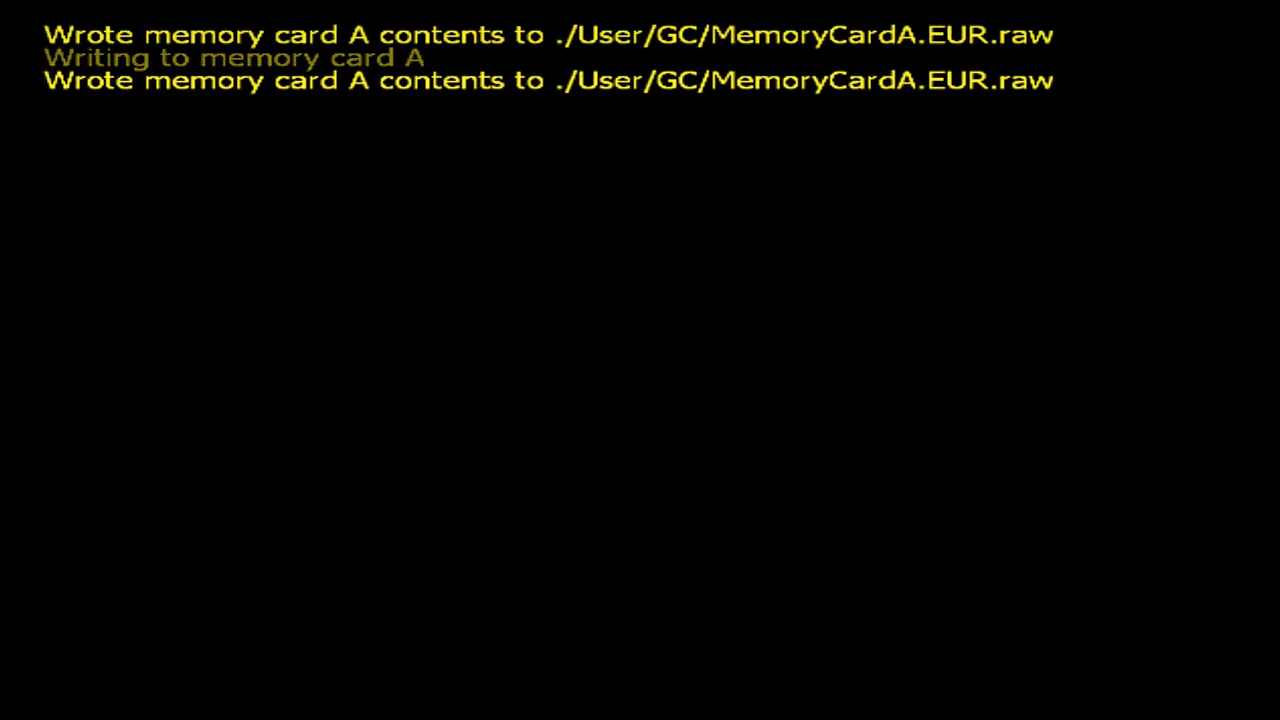 Wrote memory card A contents to ./User/GC/MemoryCardA.EUR.raw
Writing to memory card A
Wrote memory card A contents to ./User/GC/MemoryCardA.EUR.raw